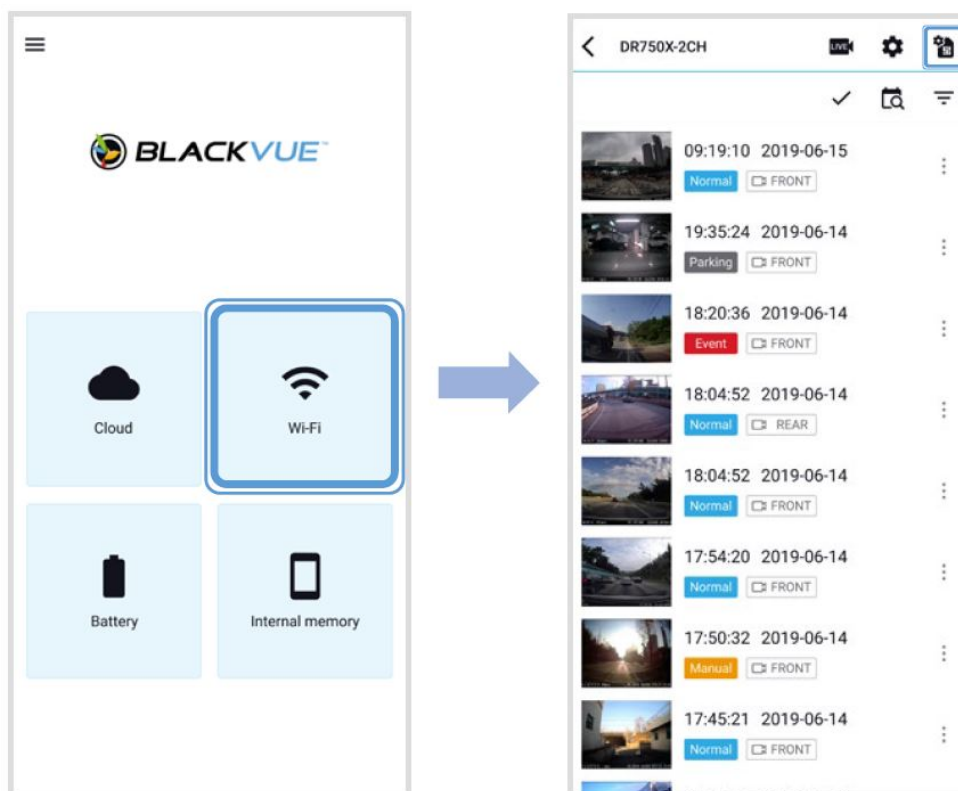 BLACKVUE™
Cloud
Wi-Fi
Battery
Internal memory
DR750X-2CH
LIVE
09:19:10 2019-06-15
Normal FRONT
19:35:24 2019-06-14
Parking FRONT
18:20:36 2019-06-14
Event FRONT
18:04:52 2019-06-14
Normal REAR
18:04:52 2019-06-14
Normal FRONT
17:54:20 2019-06-14
Normal FRONT
17:50:32 2019-06-14
Manual FRONT
17:45:21 2019-06-14
Normal FRONT